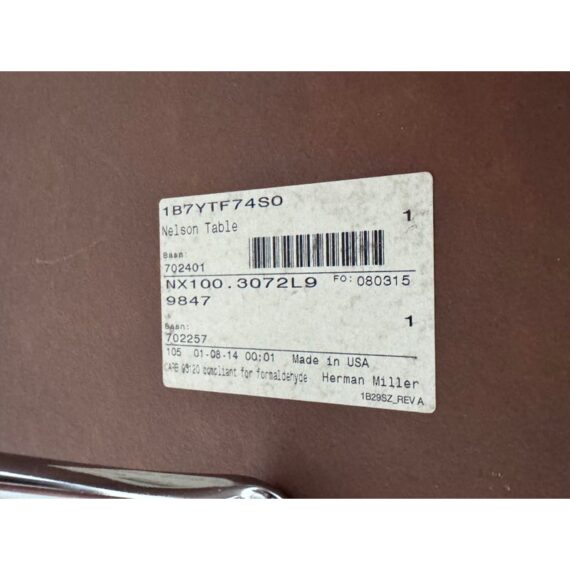 1B7YTF74S0
Nelson Table 1
Baan:
702401
NX100.3072L9 FO: 080315
9847
Baan: 1
702257
105 01-08-14 00:01 Made in USA
CARB 93120 compliant for formaldehyde Herman Miller
1B29SZ_REV A